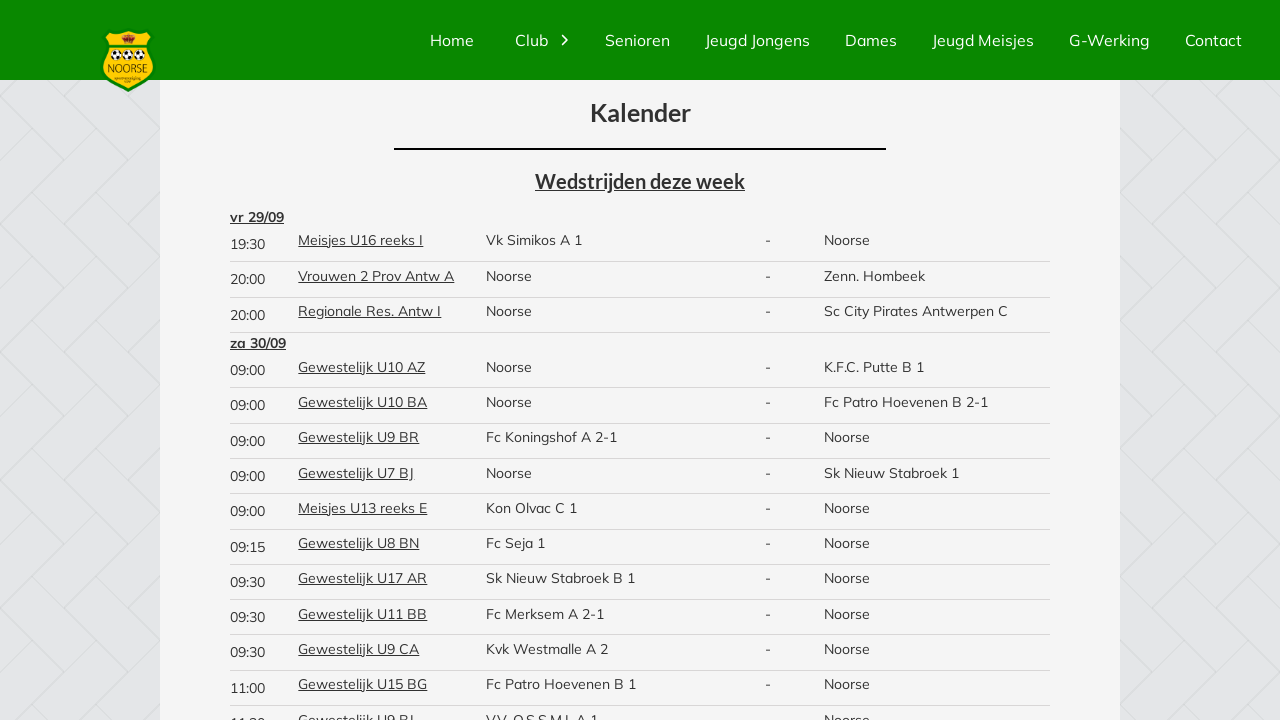 NOORSE
Home Club Senioren Jeugd Jongens Dames Jeugd Meisjes G-Werking Contact
Kalender
Wedstrijden deze week
vr 29/09
19:30 Meisjes U16 reeks I Vk Simikos A 1 - Noorse
20:00 Vrouwen 2 Prov Antw A Noorse - Zenn. Hombeek
20:00 Regionale Res. Antw I Noorse - Sc City Pirates Antwerpen C
za 30/09
09:00 Gewestelijk U10 AZ Noorse - K.F.C. Putte B 1
09:00 Gewestelijk U10 BA Noorse - Fc Patro Hoevenen B 2-1
09:00 Gewestelijk U9 BR Fc Koningshof A 2-1 - Noorse
09:00 Gewestelijk U7 BJ Noorse - Sk Nieuw Stabroek 1
09:00 Meisjes U13 reeks E Kon Olvac C 1 - Noorse
09:15 Gewestelijk U8 BN Fc Seja 1 - Noorse
09:30 Gewestelijk U17 AR Sk Nieuw Stabroek B 1 - Noorse
09:30 Gewestelijk U11 BB Fc Merksem A 2-1 - Noorse
09:30 Gewestelijk U9 CA Kvk Westmalle A 2 - Noorse
11:00 Gewestelijk U15 BG Fc Patro Hoevenen B 1 - Noorse
Gewestelijk U9 Noorse